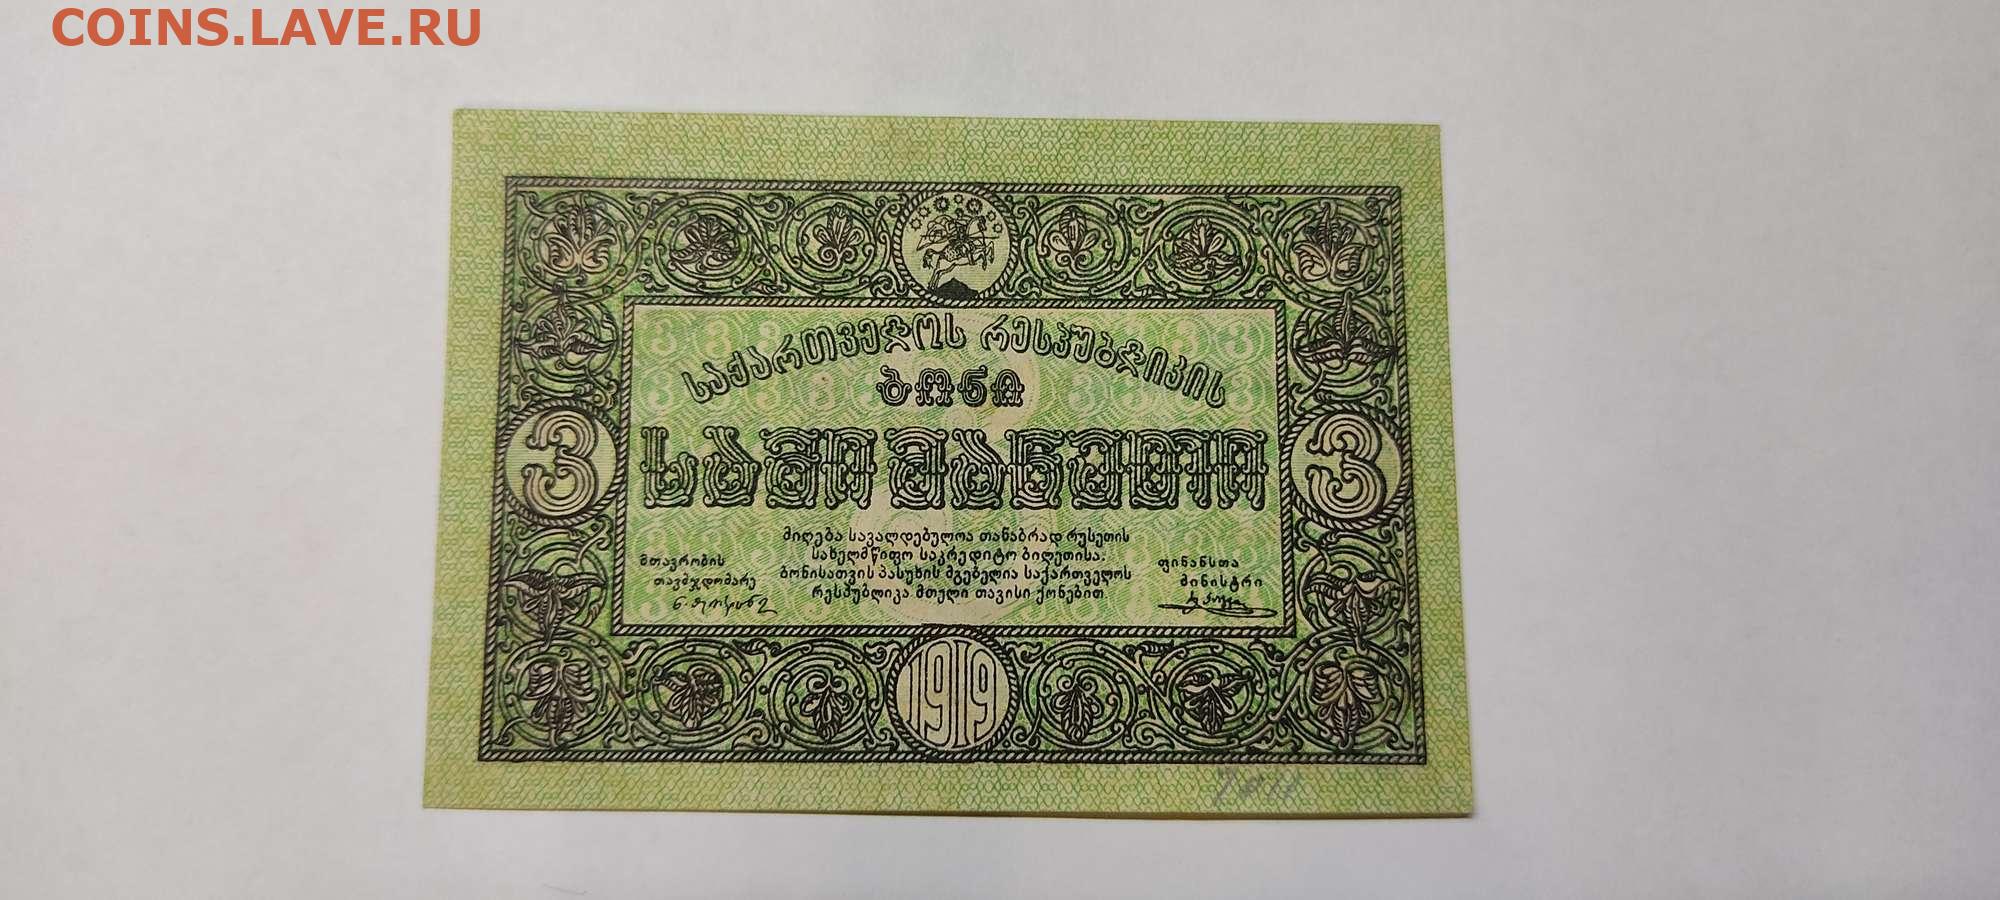 COINS.LAVE.RU
საქართველოს რესპუბლიკის
ბონი
3
სამი მანეთი
3
მიღება სავალდებულოა თანაბრად რუსეთის
სახელმწიფო საკრედიტო ბილეთისა.
ბონისათვის პასუხის მგებელია საქართველოს
რესპუბლიკა მთელი თავისი ქონებით
მთავრობის
თავმჯდომარე
ფინანსთა
მინისტრი
1919